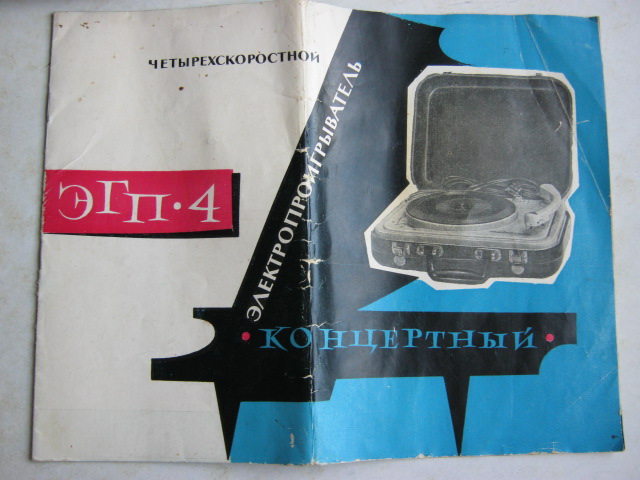 ЧЕТЫРЕХСКОРОСТНОЙ
ЭЛЕКТРОПРОИГРЫВАТЕЛЬ
ЭГП·4
·КОНЦЕРТНЫЙ·